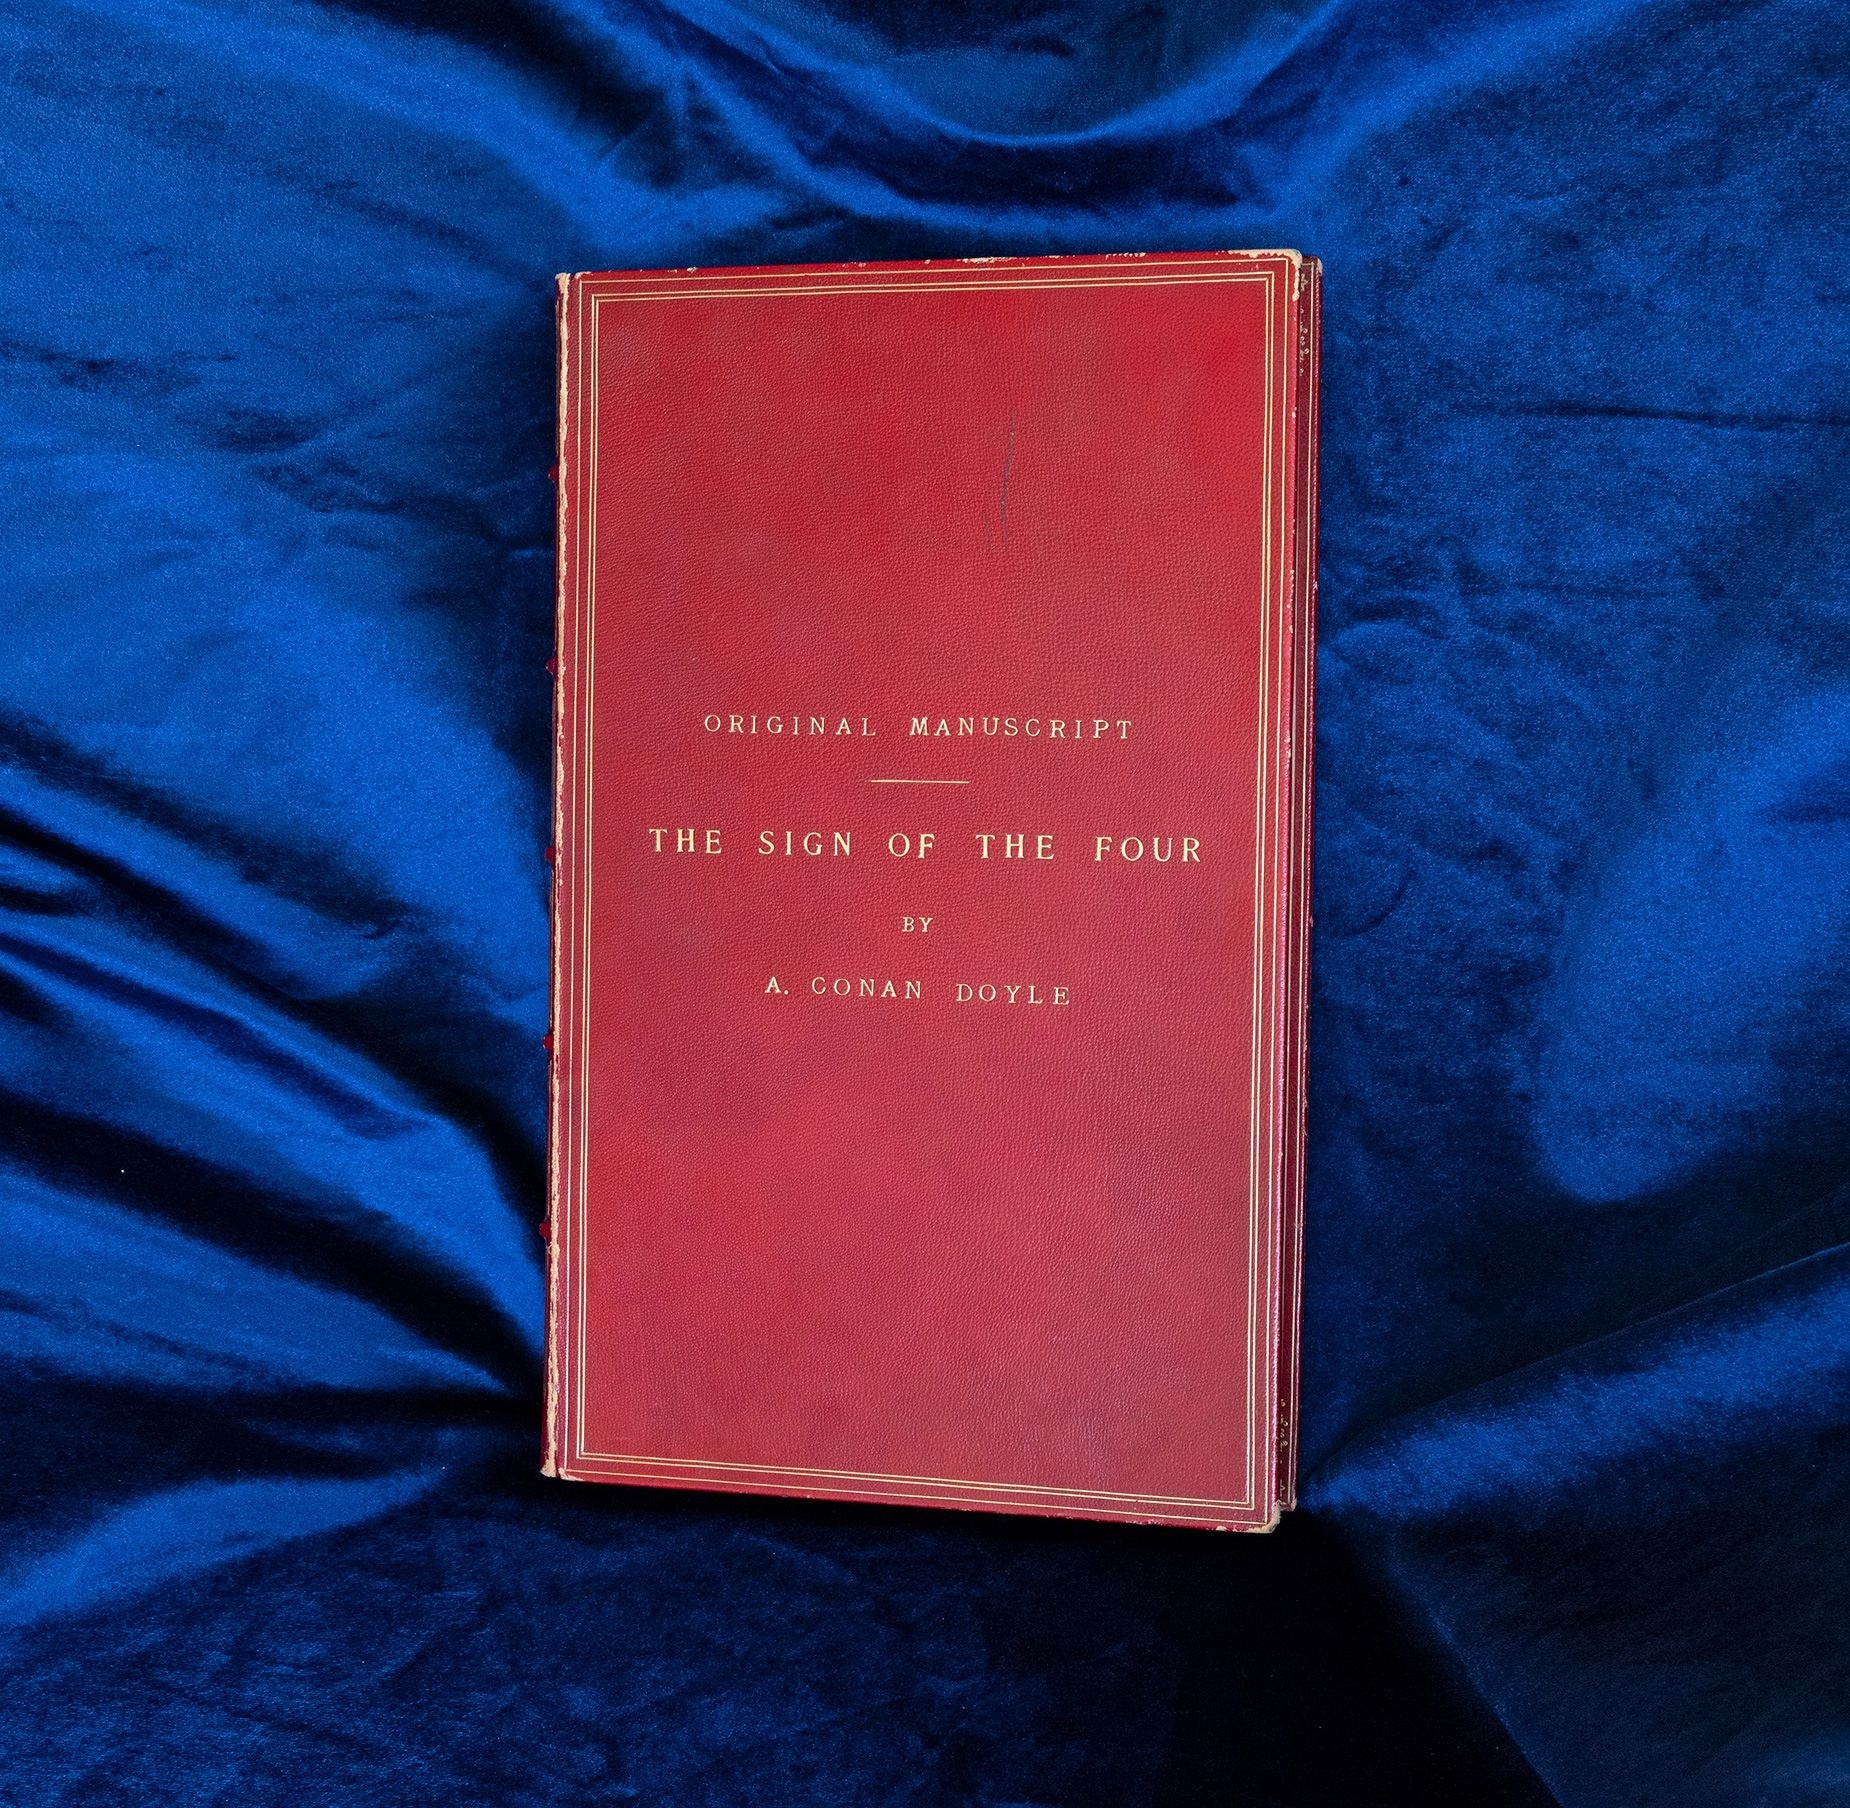 ORIGINAL MANUSCRIPT
THE SIGN OF THE FOUR
BY
A. CONAN DOYLE